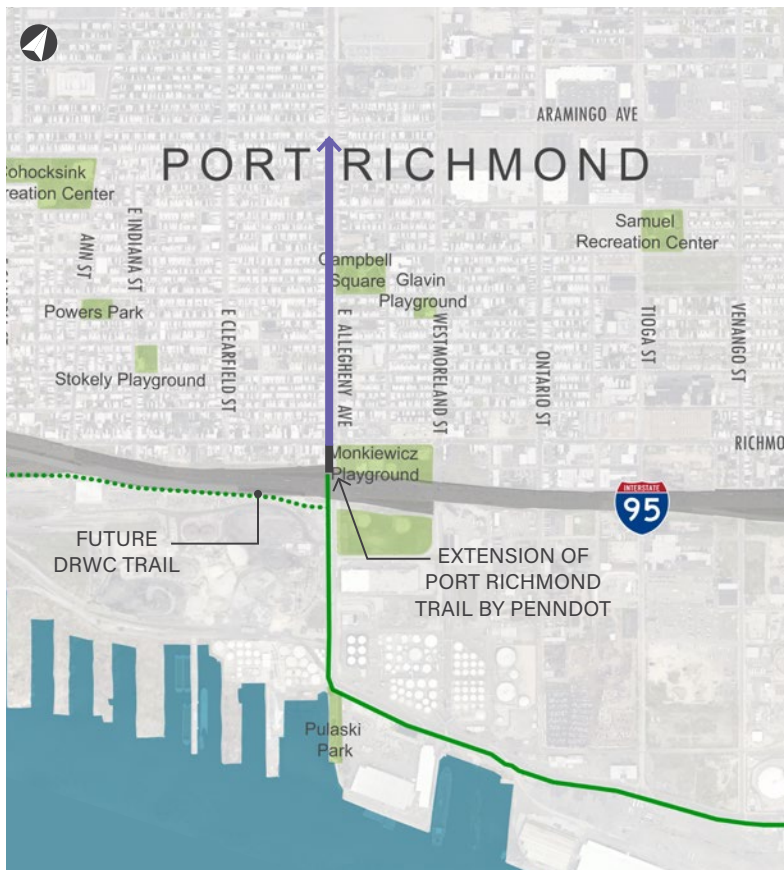 ARAMINGO AVE
PORT RICHMOND
ohocksink
reation Center
ANN ST
E INDIANA ST
Samuel
Recreation Center
Campbell
Square
Glavin
Playground
Powers Park
E CLEARFIELD ST
E ALLEGHENY AVE
WESTMORELAND ST
ONTARIO ST
TIOGA ST
VENANGO ST
Stokely Playground
RICHMO
Monkiewicz
Playground
INTERSTATE
95
FUTURE
DRWC TRAIL
EXTENSION OF
PORT RICHMOND
TRAIL BY PENNDOT
Pulaski
Park